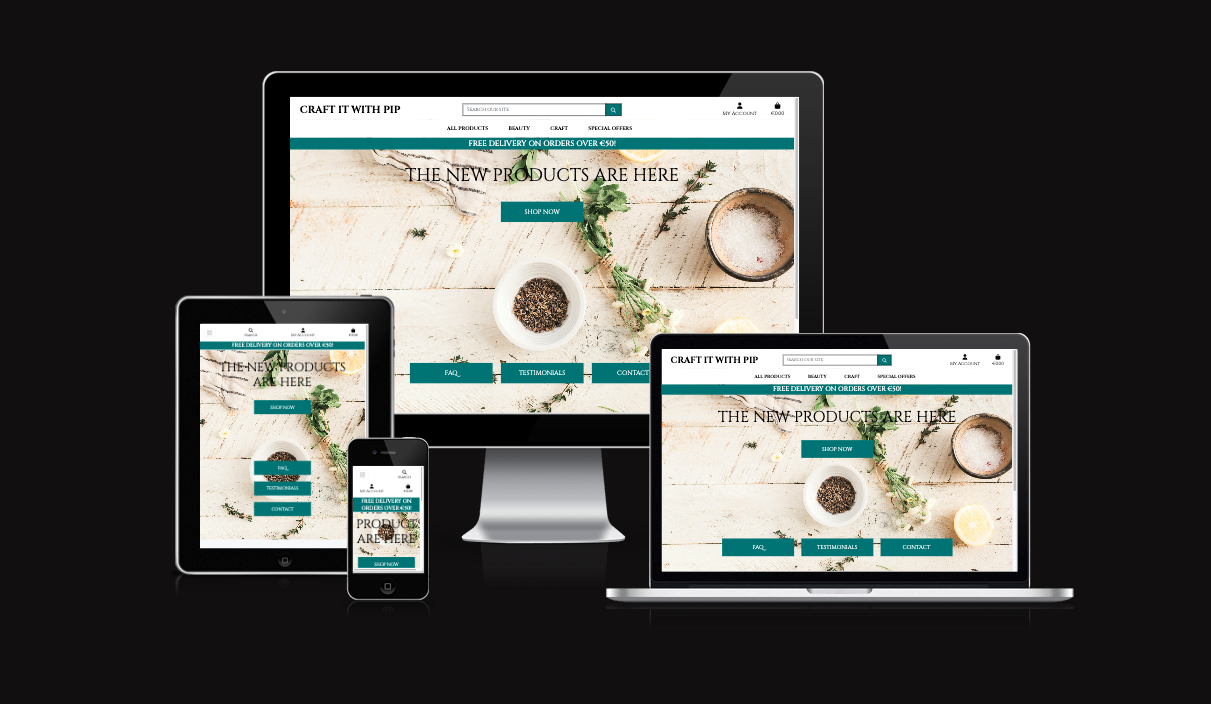 CRAFT IT WITH PIP
SEARCH OUR SITE
MY ACCOUNT
€0.00
ALL PRODUCTS BEAUTY CRAFT SPECIAL OFFERS
FREE DELIVERY ON ORDERS OVER €50!
THE NEW PRODUCTS ARE HERE
SHOP NOW
FAQ TESTIMONIALS CONTACT
SEARCH MY ACCOUNT €0.00
FREE DELIVERY ON ORDERS OVER €50!
THE NEW PRODUCTS
ARE HERE
SHOP NOW
FAQ
TESTIMONIALS
CONTACT
SEARCH
MY ACCOUNT €0.00
FREE DELIVERY ON
ORDERS OVER €50!
PRODUCTS
ARE HERE
SHOP NOW
CRAFT IT WITH PIP
SEARCH OUR SITE
MY ACCOUNT €0.00
ALL PRODUCTS BEAUTY CRAFT SPECIAL OFFERS
FREE DELIVERY ON ORDERS OVER €50!
THE NEW PRODUCTS ARE HERE
SHOP NOW
FAQ TESTIMONIALS CONTACT